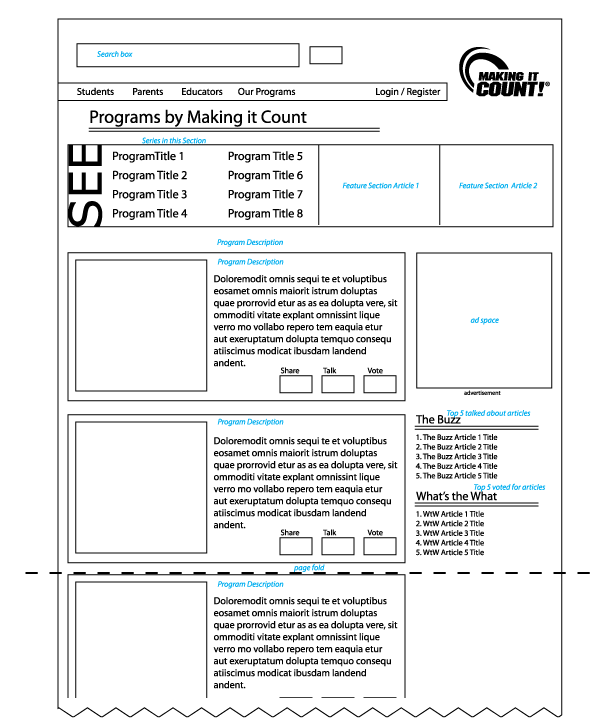 Search box
MAKING IT
COUNT!®
Students Parents Educators Our Programs Login / Register
Programs by Making it Count
Series in this Section
SEE
ProgramTitle 1
Program Title 2
Program Title 3
Program Title 4
Program Title 5
Program Title 6
Program Title 7
Program Title 8
Feature Section Article 1
Feature Section Article 2
Program Description
Program Description
Doloremodit omnis sequi te et voluptibus
eosamet omnis maiorit istrum doluptas
quae prorrovid etur as as ea dolupta vere, sit
ommoditi vitate explant omnissint lique
verro mo vollabo repero tem eaquia etur
aut exeruptatum dolupta temquo consequ
atiiscimus modicat ibusdam landend
andent.
Share Talk Vote
ad space
advertisement
Program Description
Doloremodit omnis sequi te et voluptibus
eosamet omnis maiorit istrum doluptas
quae prorrovid etur as as ea dolupta vere, sit
ommoditi vitate explant omnissint lique
verro mo vollabo repero tem eaquia etur
aut exeruptatum dolupta temquo consequ
atiiscimus modicat ibusdam landend
andent.
Share Talk Vote
Top 5 talked about articles
The Buzz
1. The Buzz Article 1 Title
2. The Buzz Article 2 Title
3. The Buzz Article 3 Title
4. The Buzz Article 4 Title
5. The Buzz Article 5 Title
Top 5 voted for articles
What's the What
1. WtW Article 1 Title
2. WtW Article 2 Title
3. WtW Article 3 Title
4. WtW Article 4 Title
5. WtW Article 5 Title
page fold
Program Description
Doloremodit omnis sequi te et voluptibus
eosamet omnis maiorit istrum doluptas
quae prorrovid etur as as ea dolupta vere, sit
ommoditi vitate explant omnissint lique
verro mo vollabo repero tem eaquia etur
aut exeruptatum dolupta temquo consequ
atiiscimus modicat ibusdam landend
andent.